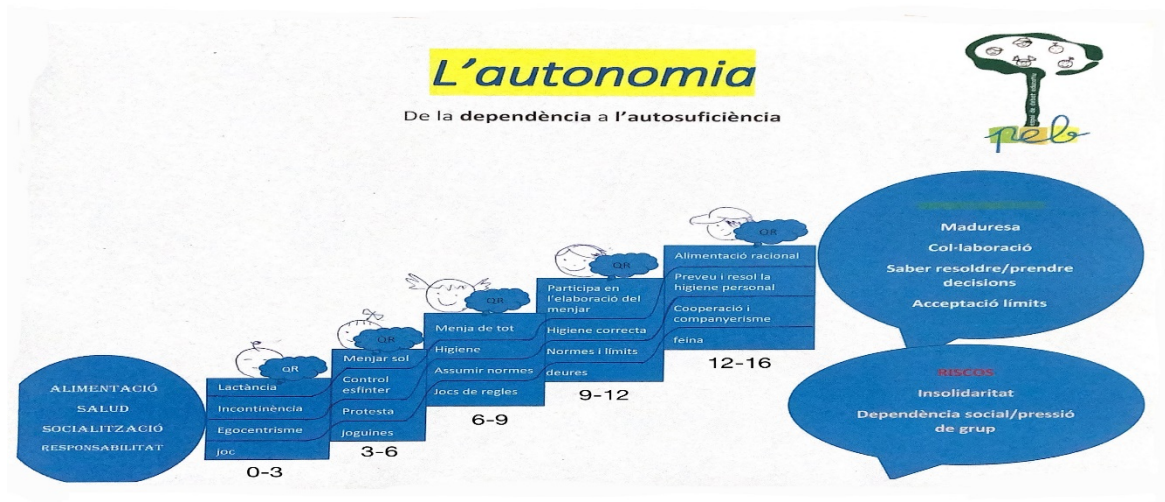 L'autonomia
De la dependència a l'autosuficiència
peb
ALIMENTACIÓ
SALUD
SOCIALITZACIÓ
RESPONSABILITAT
QR
Lactància
Incontinència
Egocentrisme
joc
0-3
QR
Menjar sol
Control
esfinter
Protesta
Joguines
3-6
QR
Menja de tot
Higiene
Assumir normes
Jocs de regles
6-9
QR
Participa en
l'elaboració del
menjar
Higiene correcta
Normes i límits
deures
9-12
QR
Alimentació racional
Preveu i resol la
higiene personal
Cooperació i
companyerisme
feina
12-16
Maduresa
Col·laboració
Saber resoldre/prendre
decisions
Acceptació límits
RISCOS
Insolidaritat
Dependència social/pressió
de grup